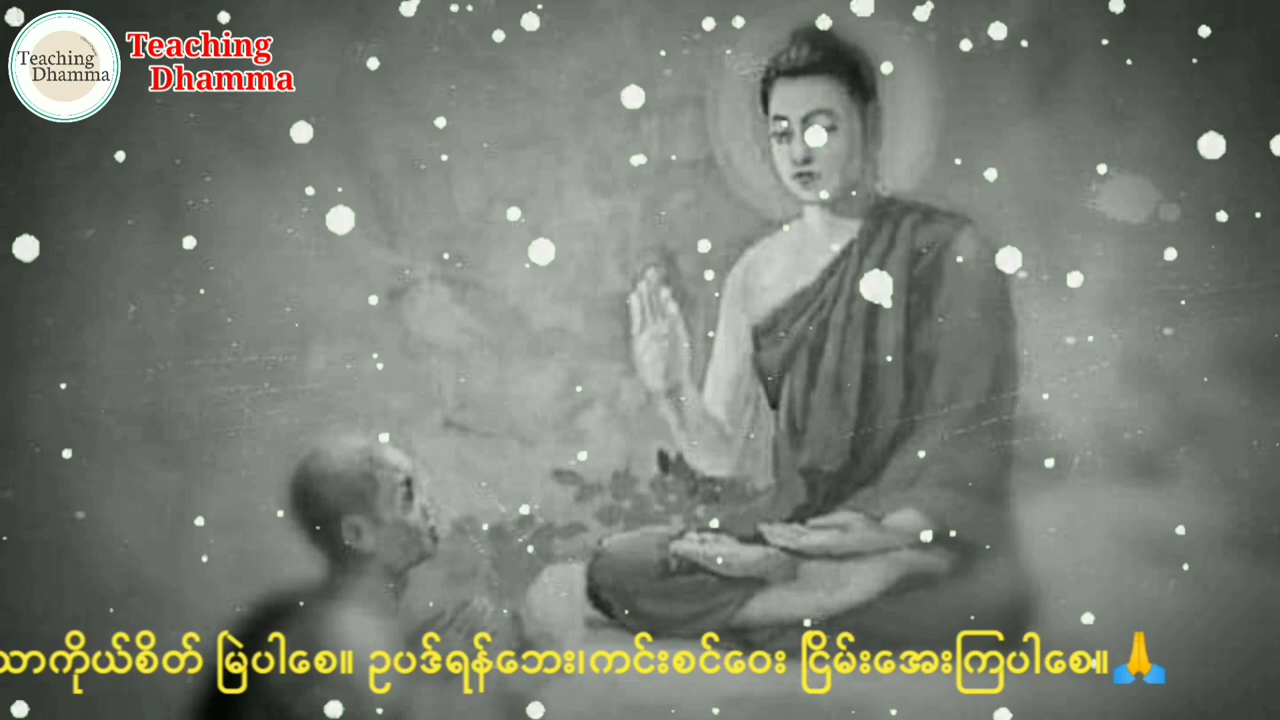 Teaching
Dhamma
Teaching
Dhamma
သာကိုယ်စိတ် မြဲပါစေ။ ဥပဒ်ရန်ဘေး၊ကင်းစင်ဝေး ငြိမ်းအေးကြပါစေ။🙏